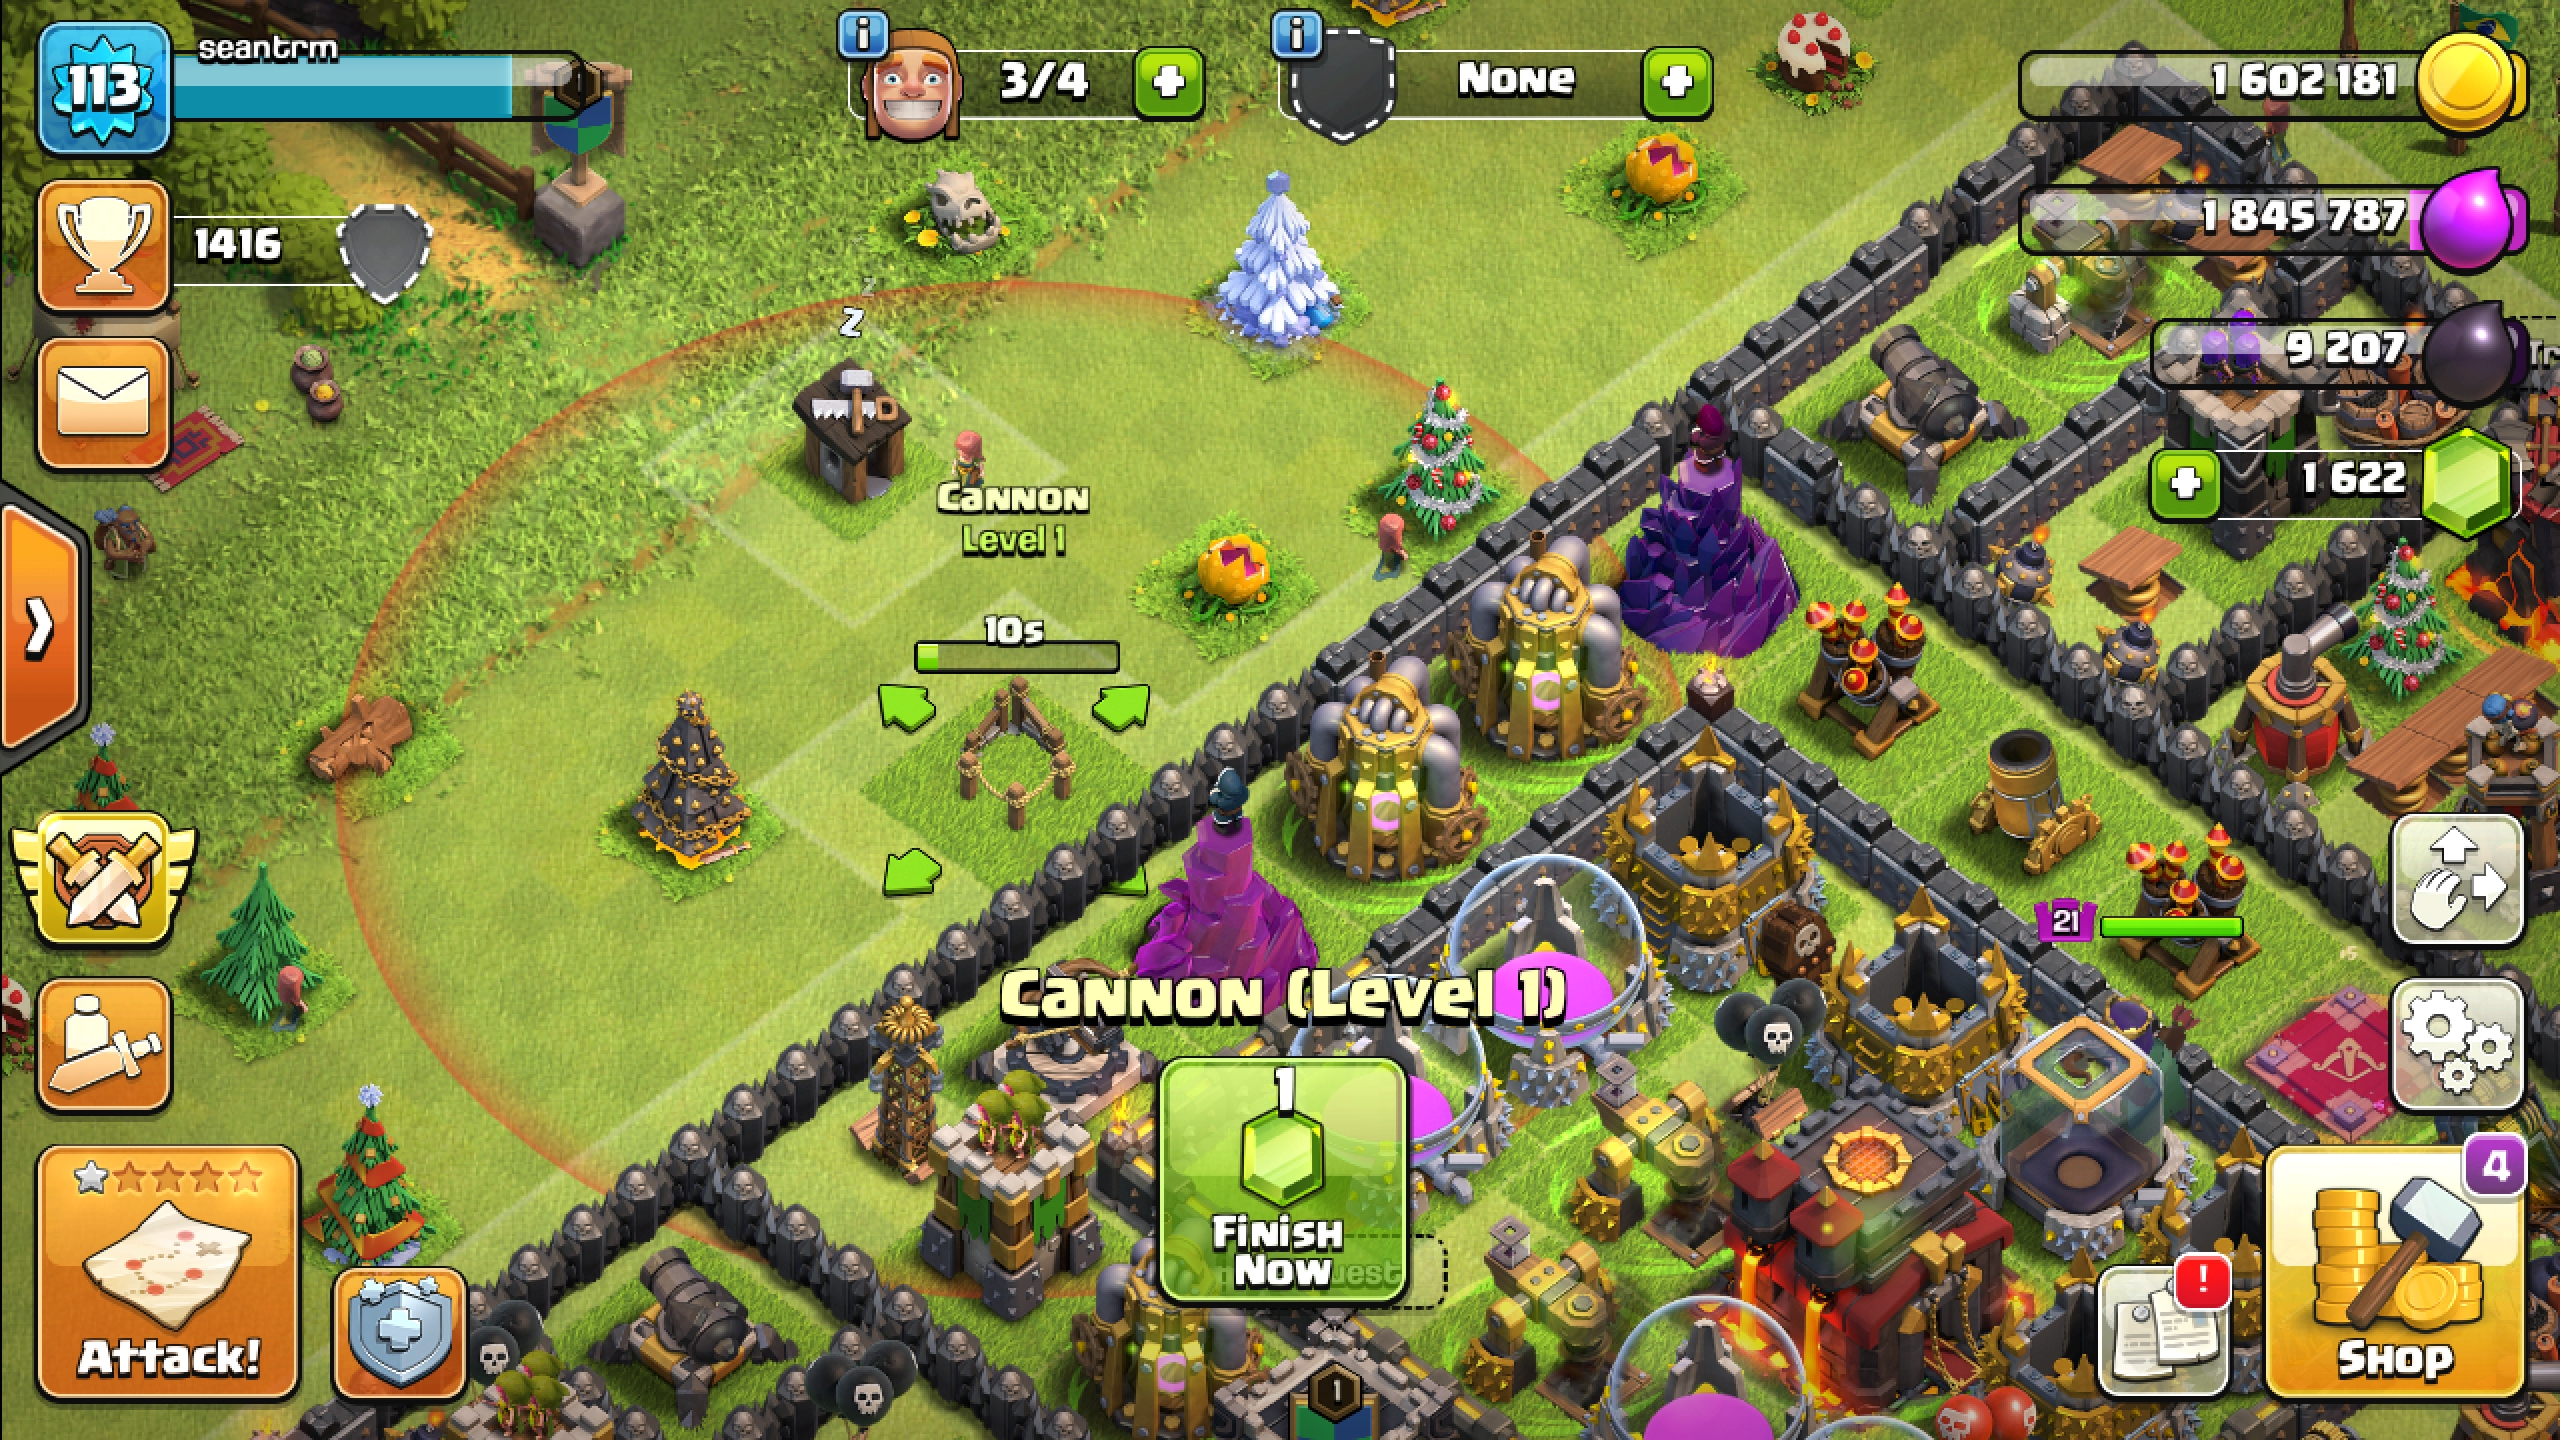 113
seantrm
3/4
None
1 602 181
1416
1 845 787
9 207
1 622
z
z
Cannon
Level 1
10s
21
Cannon (Level 1)
1
Finish
Now
Attack!
1
4
!
Shop